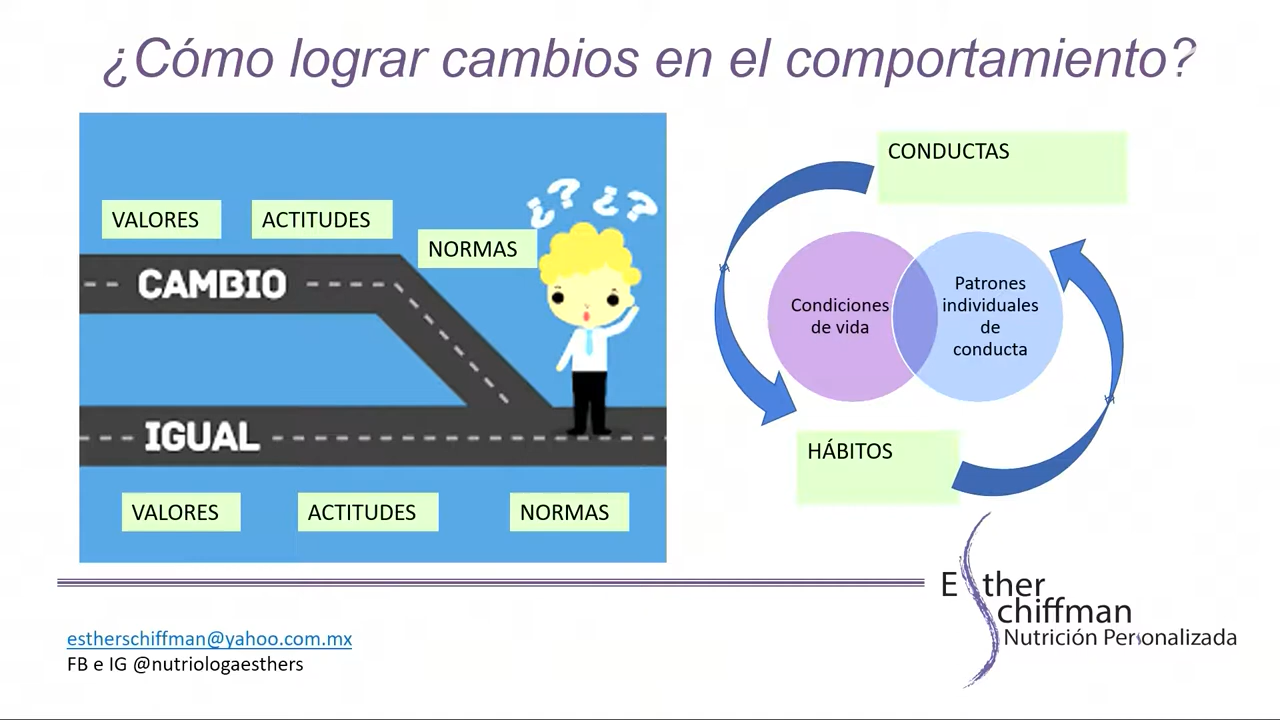 ¿Cómo lograr cambios en el comportamiento?
¿? ¿?
VALORES
ACTITUDES
NORMAS
CAMBIO
IGUAL
VALORES
ACTITUDES
NORMAS
CONDUCTAS
Condiciones
de vida
Patrones
individuales
de
conducta
HÁBITOS
estherschiffman@yahoo.com.mx
FB e IG @nutriologaesthers
Esther
Schiffman
Nutrición Personalizada